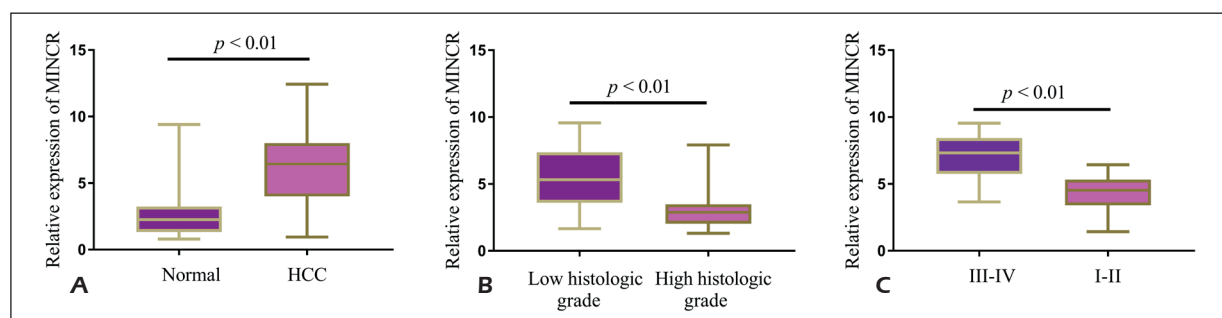 Relative expression of MINCR
15
10
5
0
p < 0.01
Normal
HCC
A
Relative expression of MINCR
15
10
5
0
p < 0.01
Low histologic
grade
High histologic
grade
B
Relative expression of MINCR
15
10
5
0
p < 0.01
III-IV
I-II
C